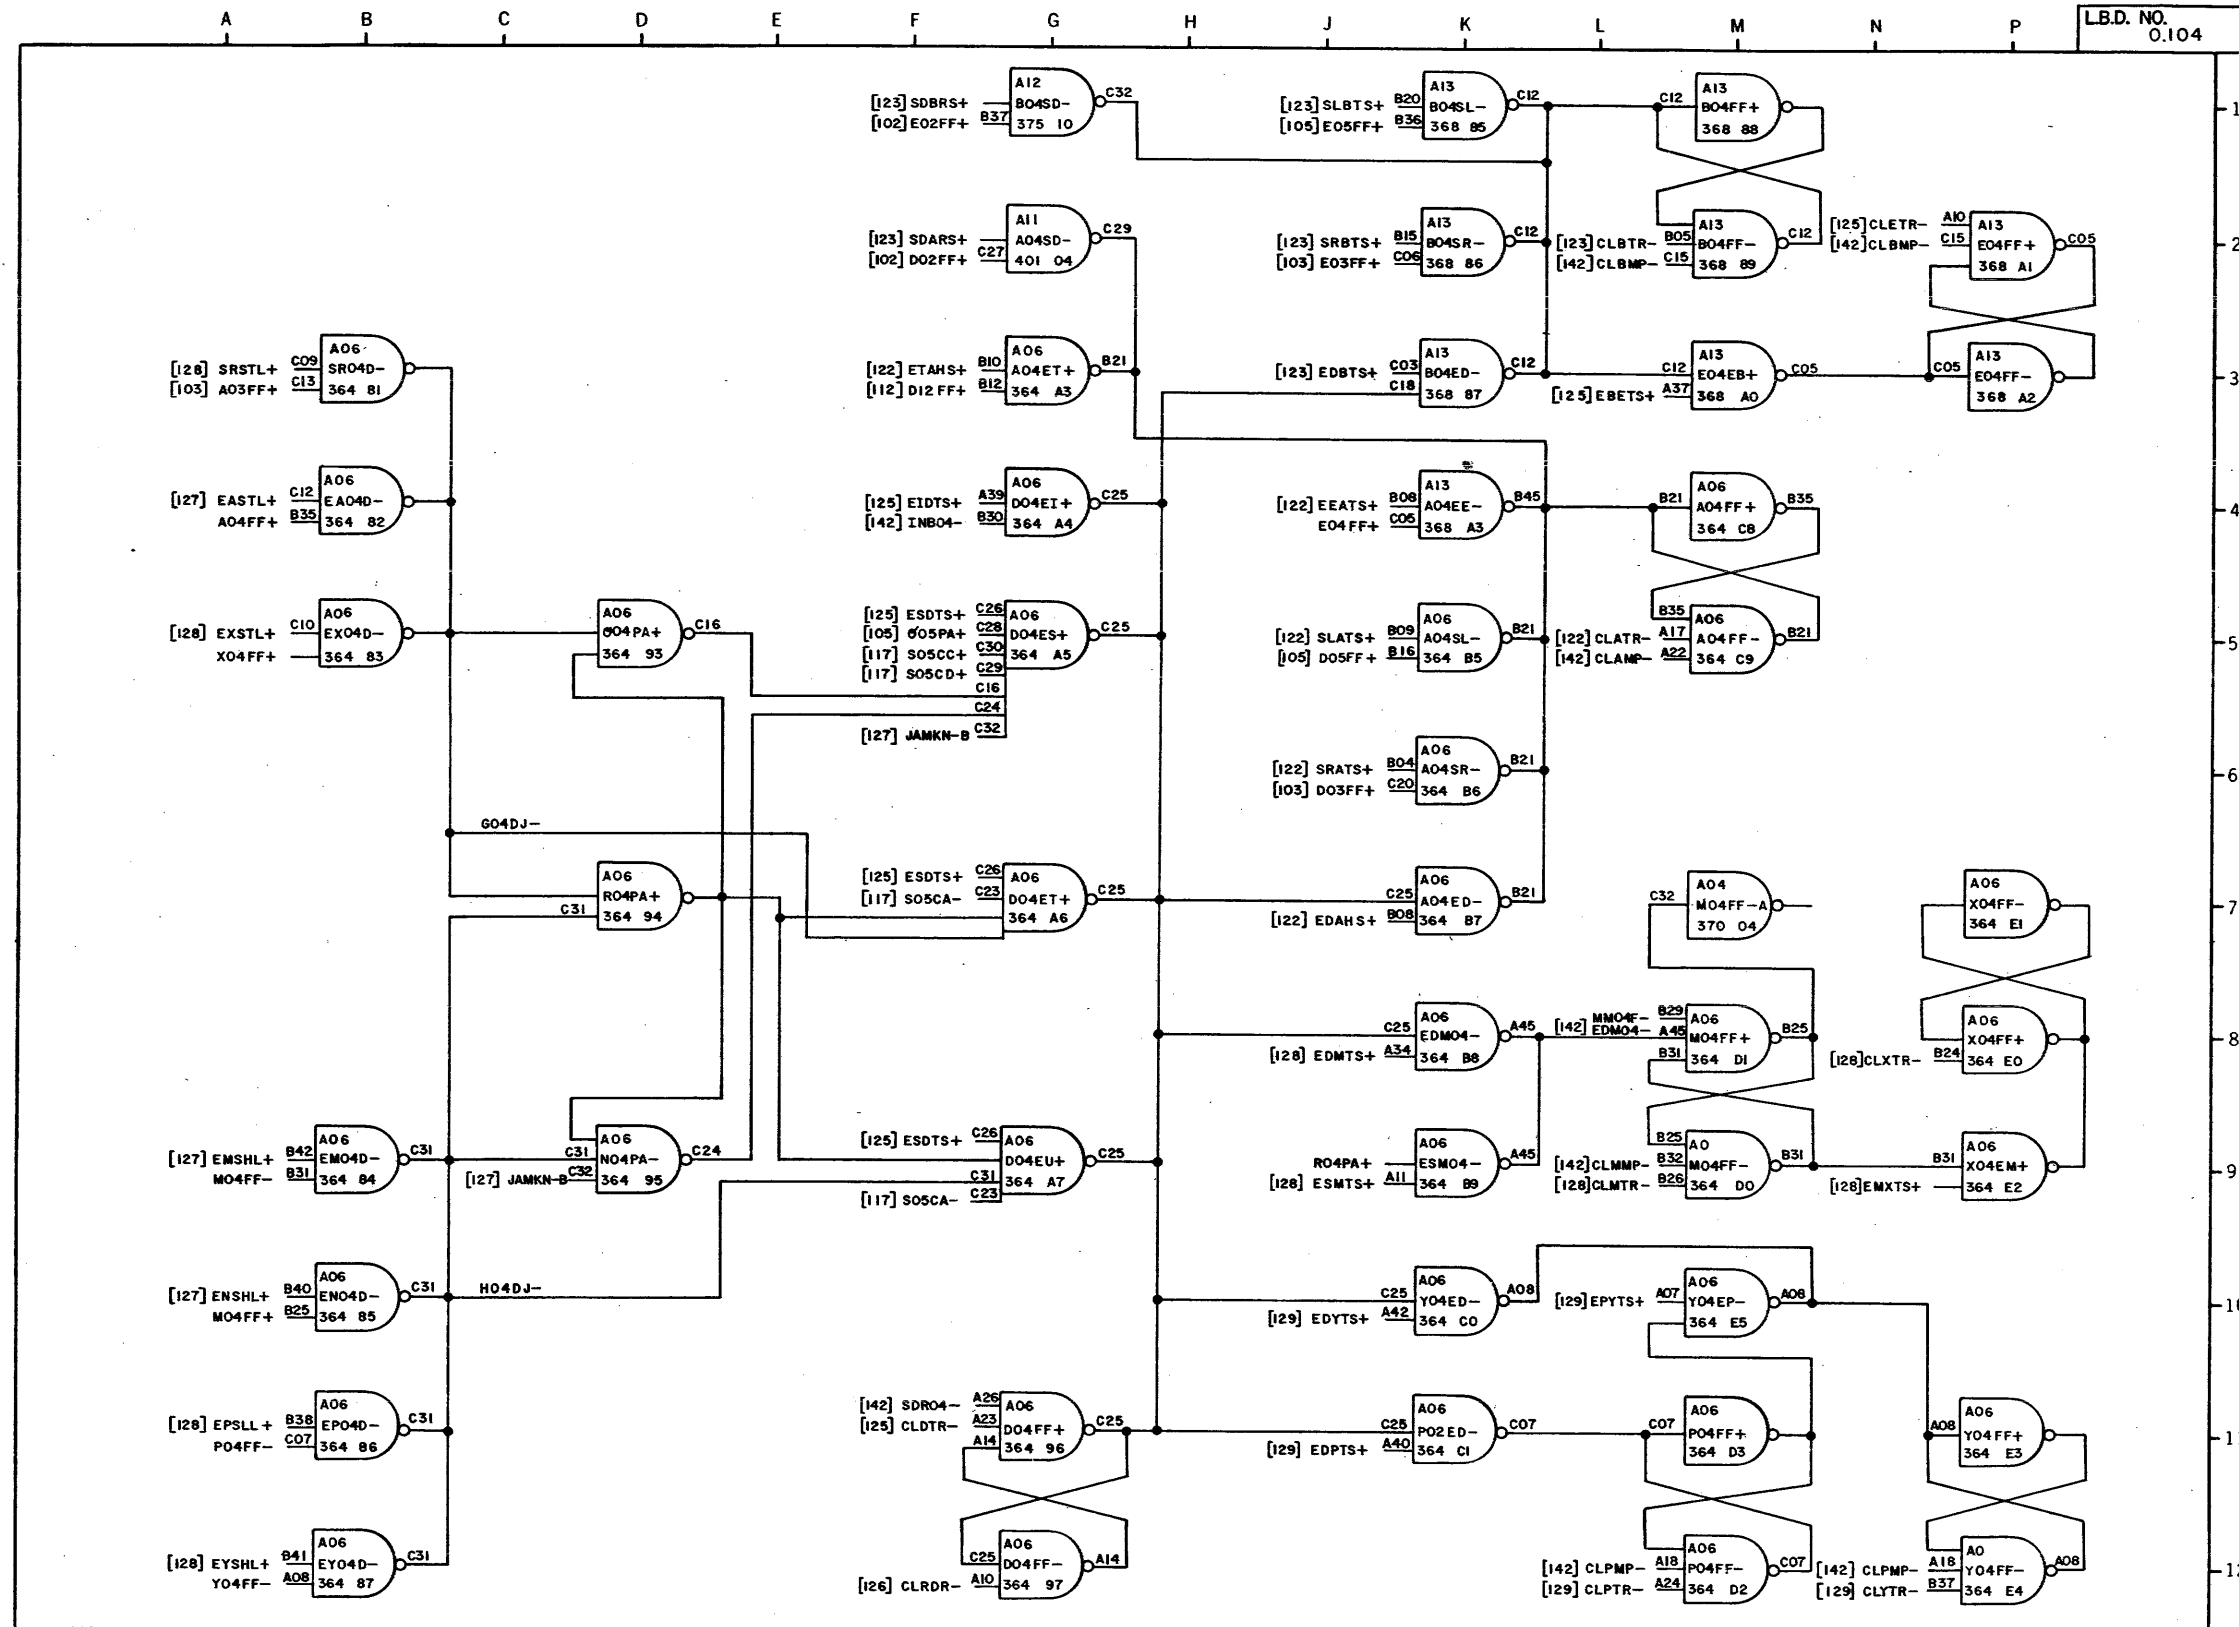 A B C D E F G H J K L M N P
L.B.D. NO.
0.104
1
2
3
4
5
6
7
8
9
10
11
12
[123] SDBRS+
[102] E02FF+ B37
A12
B04SD-
375 10
C32
[123] SLBTS+ B20
[105] E05FF+ B36
A13
B04SL-
368 85
C12
C12
A13
B04FF+
368 88
[123] SDARS+
[102] D02FF+ C27
A11
A04SD-
401 04
C29
[123] SRBTS+ B15
[103] E03FF+ C06
A13
B04SR-
368 86
C12
[123] CLBTR- B05
[142] CLBMP- C15
A13
B04FF-
368 89
C12
[125] CLETR- A10
[142] CLBMP- C15
A13
E04FF+
368 A1
C05
[128] SRSTL+ C09
[103] A03FF+ C13
A06
SR04D-
364 81
[122] ETAHS+ B10
[112] D12FF+ B12
A06
A04ET+
364 A3
B21
[123] EDBTS+ C03
C18
A13
B04ED-
368 87
C12
C12
[125] EBETS+ A37
A13
E04EB+
368 A0
C05
C05
A13
E04FF-
368 A2
[127] EASTL+ C12
A04FF+ B35
A06
EA04D-
364 82
[125] EIDTS+ A39
[142] INB04- B30
A06
D04EI+
364 A4
C25
[122] EEATS+ B08
E04FF+ C05
A13
A04EE-
368 A3
B45
B21
A06
A04FF+
364 C8
B35
[128] EXSTL+ C10
X04FF+
A06
EX04D-
364 83
A06
004PA+
364 93
C16
[125] ESDTS+ C26
[105] 005PA+ C28
[117] S05CC+ C30
[117] S05CD+ C29
C16
C24
[127] JAMKN-B C32
A06
D04ES+
364 A5
C25
[122] SLATS+ B09
[105] D05FF+ B16
A06
A04SL-
364 B5
B21
B35
[122] CLATR- A17
[142] CLAMP- A22
A06
A04FF-
364 C9
B21
[122] SRATS+ B04
[103] D03FF+ C20
A06
A04SR-
364 B6
B21
G04DJ-
C31
A06
R04PA+
364 94
[125] ESDTS+ C26
[117] S05CA- C23
A06
D04ET+
364 A6
C25
C25
[122] EDAHS+ B08
A06
A04ED-
364 B7
B21
C32
A04
M04FF-A
370 04
A06
X04FF-
364 E1
C25
[128] EDMTS+ A34
A06
EDM04-
364 B8
A45
MM04F- B29
[142] EDM04- A45
B31
A06
M04FF+
364 D1
B25
[128] CLXTR- B24
A06
X04FF+
364 E0
[127] EMSHL+ B42
M04FF- B31
A06
EM04D-
364 84
C31
C31
[127] JAMKN-B C32
A06
N04PA-
364 95
C24
[125] ESDTS+ C26
C31
[117] S05CA- C23
A06
D04EU+
364 A7
C25
R04PA+
[128] ESMTS+ A11
A06
ESM04-
364 B9
A45
B25
[142] CLMMP- B32
[128] CLMTR- B26
A0
M04FF-
364 D0
B31
B31
[128] EMXTS+
A06
X04EM+
364 E2
[127] ENSHL+ B40
M04FF+ B25
A06
EN04D-
364 85
C31
H04DJ-
C25
[129] EDYTS+ A42
A06
Y04ED-
364 C0
A08
[129] EPYTS+ A07
A06
Y04EP-
364 E5
A08
[128] EPSLL+ B38
P04FF- C07
A06
EP04D-
364 86
C31
[142] SDR04- A26
[125] CLDTR- A23
A14
A06
D04FF+
364 96
C25
C25
[129] EDPTS+ A40
A06
P02ED-
364 C1
C07
C07
A06
P04FF+
364 D3
A08
A06
Y04FF+
364 E3
[128] EYSHL+ B41
Y04FF- A08
A06
EY04D-
364 87
C31
C25
[126] CLRDR- A10
A06
D04FF-
364 97
A14
[142] CLPMP- A18
[129] CLPTR- A24
A06
P04FF-
364 D2
C07
[142] CLPMP- A18
[129] CLYTR- B37
A0
Y04FF-
364 E4
A08